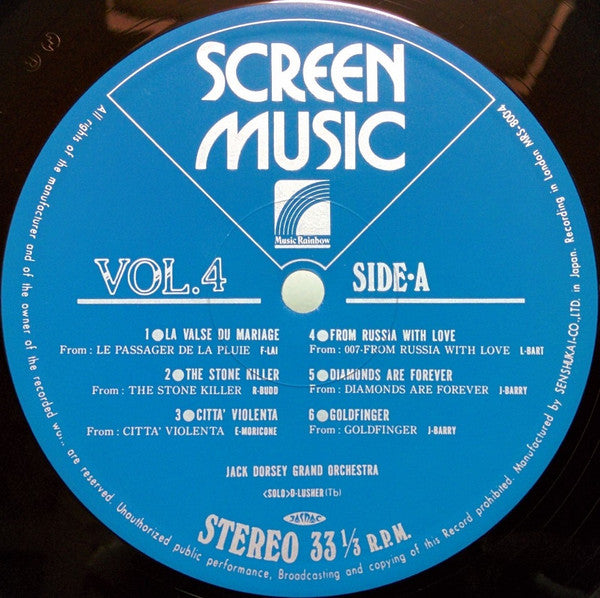 SCREEN
MUSIC
Music Rainbow
VOL.4
SIDE·A
1●LA VALSE DU MARIAGE
From : LE PASSAGER DE LA PLUIE F-LAI
2●THE STONE KILLER
From : THE STONE KILLER R-BUDD
3●CITTA' VIOLENTA
From : CITTA' VIOLENTA E-MORICONE
4●FROM RUSSIA WITH LOVE
From : 007-FROM RUSSIA WITH LOVE L-BART
5●DIAMONDS ARE FOREVER
From : DIAMONDS ARE FOREVER J-BARRY
6●GOLDFINGER
From : GOLDFINGER J-BARRY
JACK DORSEY GRAND ORCHESTRA
<SOLO>D-LUSHER (Tb)
JASRAC
STEREO 33 1/3 R.P.M.
All rights of the manufacturer and of the owner of the recorded work are reserved. Unauthorized public performance, Broadcasting and copying of this Record prohibited. Manufactured by SENSHUKAI-CO.,LTD. in Japan. Recording in London MRS-8004